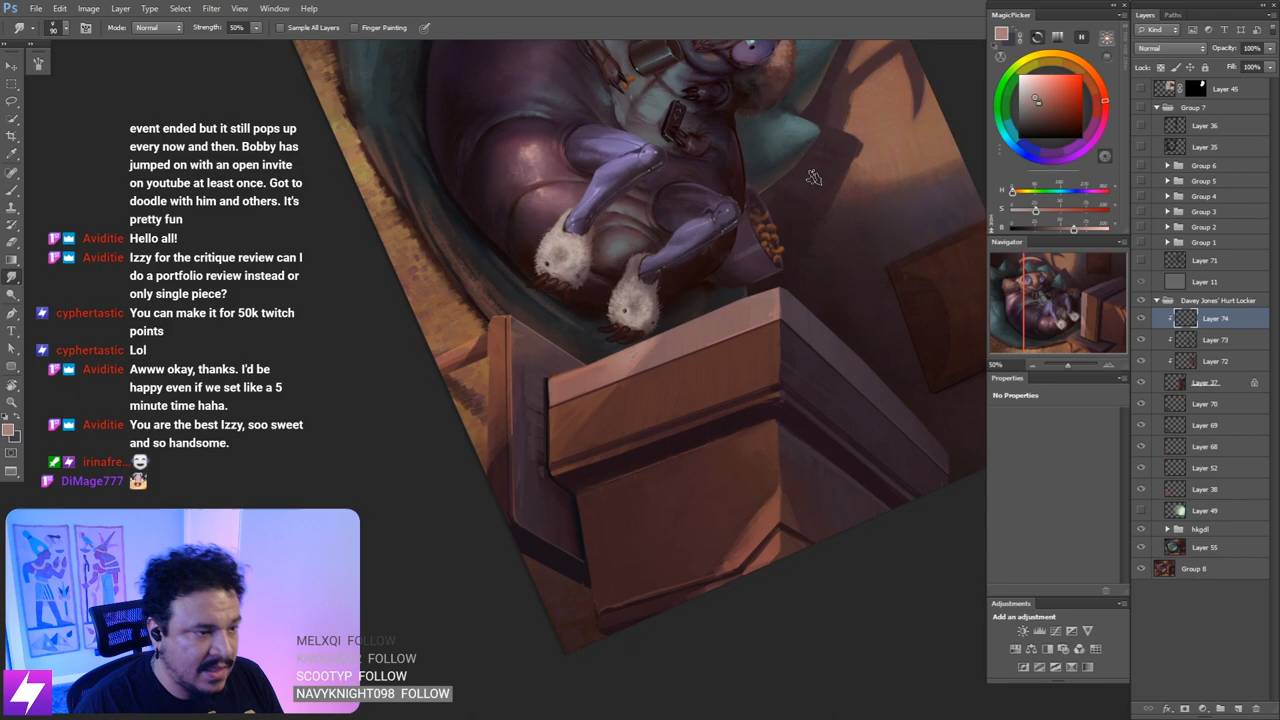 Ps File Edit Image Layer Type Select Filter 3D View Window Help
90 Mode: Normal Strength: 50% Sample All Layers Finger Painting
event ended but it still pops up
every now and then. Bobby has
jumped on with an open invite
on youtube at least once. Got to
doodle with him and others. It's
pretty fun
Aviditie Hello all!
Aviditie Izzy for the critique review can I
do a portfolio review instead or
only single piece?
cyphertastic You can make it for 50k twitch
points
cyphertastic Lol
Aviditie Awww okay, thanks. I'd be
happy even if we set like a 5
minute time haha.
Aviditie You are the best Izzy, soo sweet
and so handsome.
irinafre...
DiMage777
MELXQI FOLLOW
FOLLOW
SCOOTYP FOLLOW
NAVYKNIGHT098 FOLLOW
MagicPicker
H
H
S
B
Navigator
50%
Properties
No Properties
Adjustments
Add an adjustment
Layers Paths
Kind
Normal Opacity: 100%
Lock: Fill: 100%
Layer 45
Group 7
Layer 36
Layer 35
Group 6
Group 5
Group 4
Group 3
Group 2
Group 1
Layer 71
Layer 11
Davey Jones' Hurt Locker
Layer 74
Layer 73
Layer 72
Layer 37
Layer 70
Layer 69
Layer 68
Layer 52
Layer 38
Layer 49
hkgdl
Layer 55
Group 8
fx